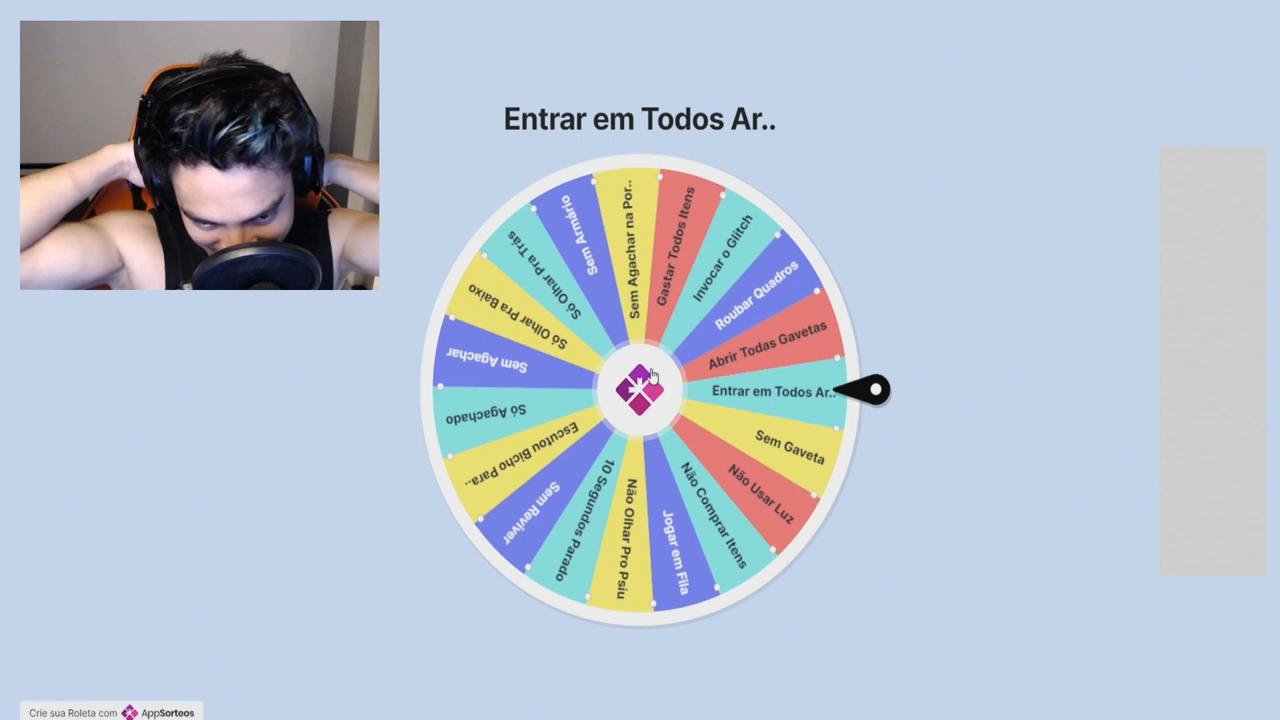 Entrar em Todos Ar..
Sem Agachar na Por..
Gastar Todos Itens
Invocar o Glitch
Roubar Quadros
Abrir Todas Gavetas
Entrar em Todos Ar..
Sem Gaveta
Não Usar Luz
Não Comprar Itens
Jogar em Fila
Não Olhar Pro Psiu
10 Segundos Parado
Sem Reviver
Escutou Bicho Para..
Só Agachado
Sem Agachar
Só Olhar Pra Baixo
Só Olhar Pra Trás
Sem Armário
Crie sua Roleta com AppSorteos